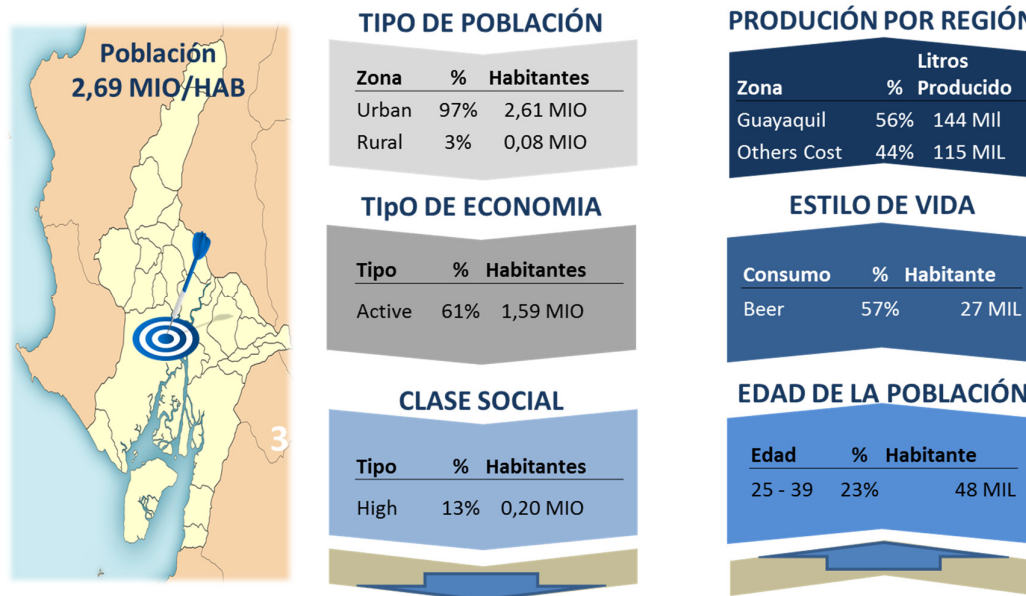 Población
2,69 MIO/HAB
3
TIPO DE POBLACIÓN
Zona % Habitantes
Urban 97% 2,61 MIO
Rural 3% 0,08 MIO
TIpO DE ECONOMIA
Tipo % Habitantes
Active 61% 1,59 MIO
CLASE SOCIAL
Tipo % Habitantes
High 13% 0,20 MIO
PRODUCIÓN POR REGIÓN
Litros
Zona % Producido
Guayaquil 56% 144 MIl
Others Cost 44% 115 MIL
ESTILO DE VIDA
Consumo % Habitante
Beer 57% 27 MIL
EDAD DE LA POBLACIÓN
Edad % Habitante
25 - 39 23% 48 MIL